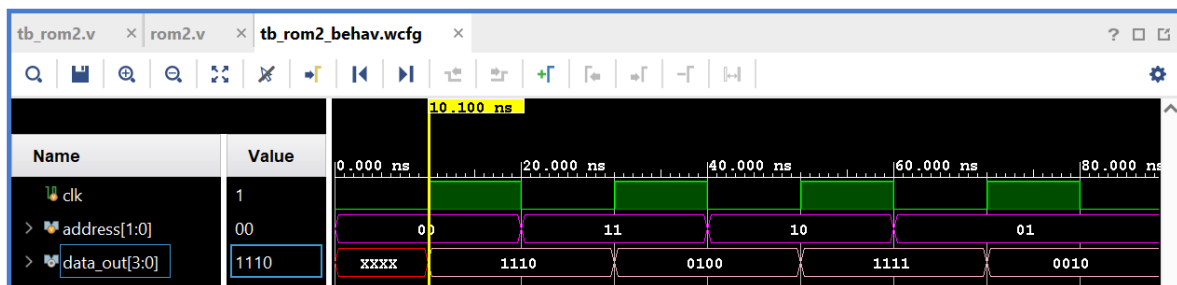 tb_rom2.v × rom2.v × tb_rom2_behav.wcfg × ?
10.100 ns
Name Value 0.000 ns 20.000 ns 40.000 ns 60.000 ns 80.000 ns
clk 1
address[1:0] 00 00 11 10 01
data_out[3:0] 1110 XXXX 1110 0100 1111 0010